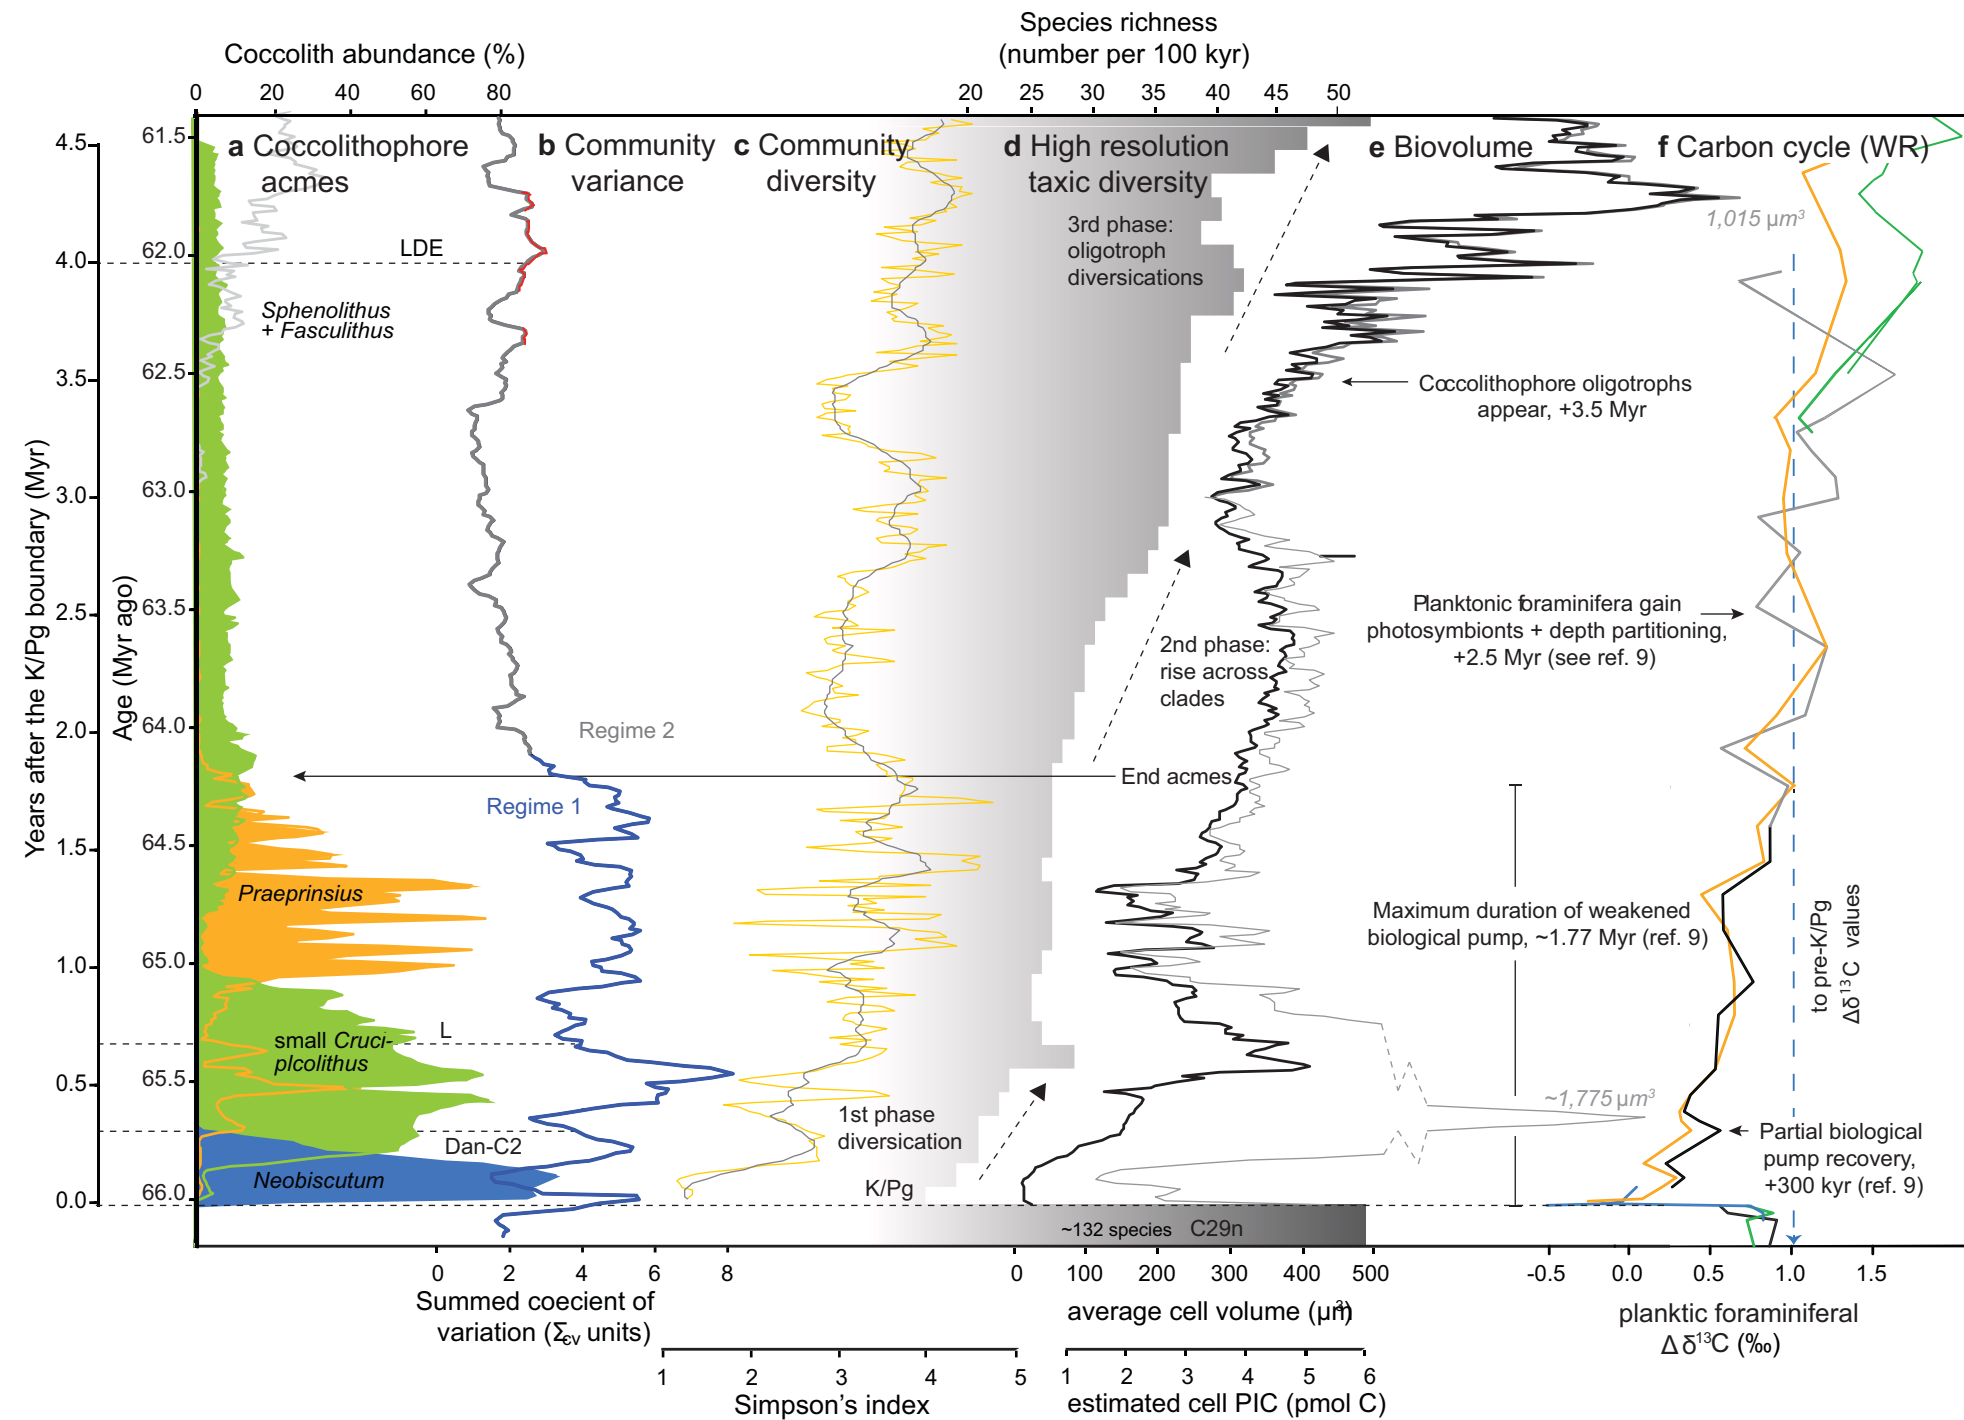 Species richness
(number per 100 kyr)
Coccolith abundance (%)
0 20 40 60 80
20 25 30 35 40 45 50
a Coccolithophore
acmes
b Community
variance
c Community
diversity
d High resolution
taxic diversity
e Biovolume
f Carbon cycle (WR)
Years after the K/Pg boundary (Myr)
4.5
4.0
3.5
3.0
2.5
2.0
1.5
1.0
0.5
0.0
Age (Myr ago)
61.5
62.0
62.5
63.0
63.5
64.0
64.5
65.0
65.5
66.0
LDE
Sphenolithus
+ Fasculithus
3rd phase:
oligotroph
diversications
1,015 µm³
Coccolithophore oligotrophs
appear, +3.5 Myr
Planktonic foraminifera gain
photosymbionts + depth partitioning,
+2.5 Myr (see ref. 9)
2nd phase:
rise across
clades
Regime 2
End acmes
Regime 1
Praeprinsius
Maximum duration of weakened
biological pump, ~1.77 Myr (ref. 9)
to pre-K/Pg
Δδ¹³C values
L
small Cruci-
plcolithus
~1,775 µm³
1st phase
diversication
Dan-C2
Partial biological
pump recovery,
+300 kyr (ref. 9)
Neobiscutum
K/Pg
~132 species C29n
0 2 4 6 8
Summed coecient of
variation (Σcv units)
0 100 200 300 400 500
average cell volume (µm³)
-0.5 0.0 0.5 1.0 1.5
planktic foraminiferal
Δ δ¹³C (‰)
1 2 3 4 5
Simpson's index
1 2 3 4 5 6
estimated cell PIC (pmol C)